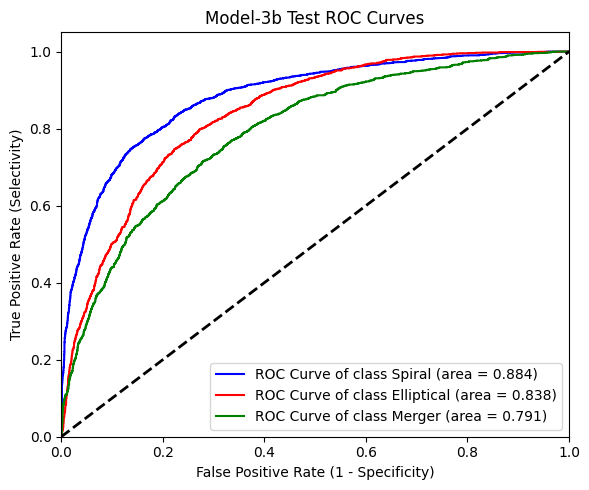 Model-3b Test ROC Curves
True Positive Rate (Selectivity)
1.0
0.8
0.6
0.4
0.2
0.0
ROC Curve of class Spiral (area = 0.884)
ROC Curve of class Elliptical (area = 0.838)
ROC Curve of class Merger (area = 0.791)
0.0 0.2 0.4 0.6 0.8 1.0
False Positive Rate (1 - Specificity)